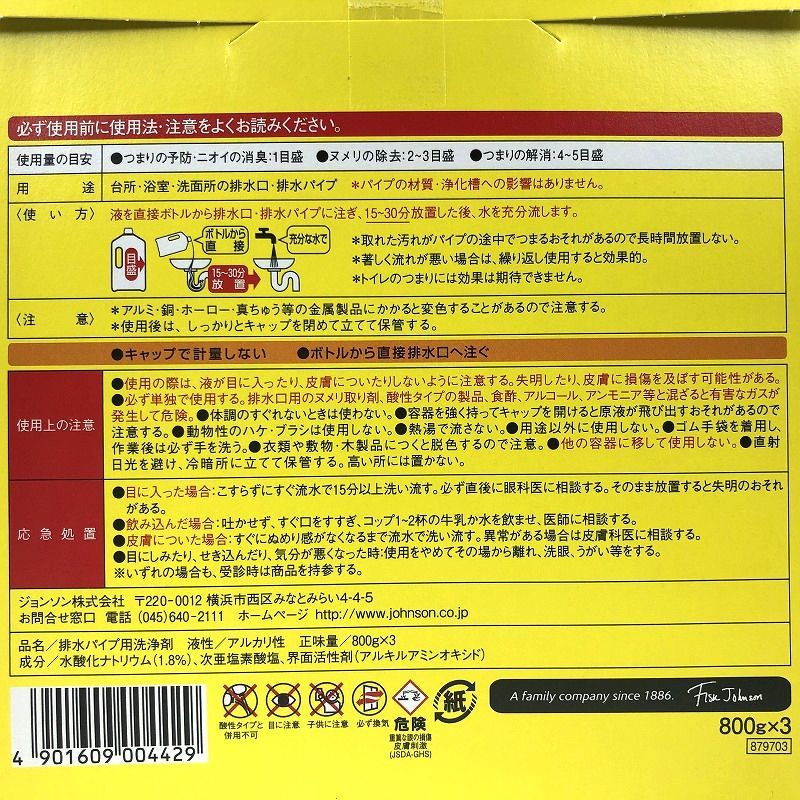 必ず使用前に使用法・注意をよくお読みください。
使用量の目安 ●つまりの予防・ニオイの消臭:1目盛 ●ヌメリの除去:2~3目盛 ●つまりの解消:4~5目盛
用途 台所・浴室・洗面所の排水口・排水パイプ *パイプの材質・浄化槽への影響はありません。
〈使い方〉 液を直接ボトルから排水口・排水パイプに注ぎ、15~30分放置した後、水を充分流します。
目盛 ボトルから直接 15~30分放置 充分な水で
*取れた汚れがパイプの途中でつまるおそれがあるので長時間放置しない。
*著しく流れが悪い場合は、繰り返し使用すると効果的。
*トイレのつまりには効果は期待できません。
〈注意〉 *アルミ・銅・ホーロー・真ちゅう等の金属製品にかかると変色することがあるので注意する。
*使用後は、しっかりとキャップを閉めて立てて保管する。
●キャップで計量しない ●ボトルから直接排水口へ注ぐ
使用上の注意
●使用の際は、液が目に入ったり、皮膚についたりしないように注意する。失明したり、皮膚に損傷を及ぼす可能性がある。
●必ず単独で使用する。排水口用のヌメリ取り剤、酸性タイプの製品、食酢、アルコール、アンモニア等と混ざると有害なガスが
発生して危険。●体調のすぐれないときは使わない。●容器を強く持ってキャップを開けると原液が飛び出すおそれがあるので
注意する。●動物性のハケ・ブラシは使用しない。●熱湯で流さない。●用途以外に使用しない。●ゴム手袋を着用し、
作業後は必ず手を洗う。●衣類や敷物・木製品につくと脱色するので注意。●他の容器に移して使用しない。●直射
日光を避け、冷暗所に立てて保管する。高い所には置かない。
応急処置
●目に入った場合:こすらずにすぐ流水で15分以上洗い流す。必ず直後に眼科医に相談する。そのまま放置すると失明のおそれ
がある。
●飲み込んだ場合:吐かせず、すぐ口をすすぎ、コップ1~2杯の牛乳か水を飲ませ、医師に相談する。
●皮膚についた場合:すぐにぬめり感がなくなるまで流水で洗い流す。異常がある場合は皮膚科医に相談する。
●目にしみたり、せき込んだり、気分が悪くなった時:使用をやめてその場から離れ、洗眼、うがい等をする。
※いずれの場合も、受診時は商品を持参する。
ジョンソン株式会社 〒220-0012 横浜市西区みなとみらい4-4-5
お問合せ窓口 電話 (045)640-2111 ホームページ http://www.johnson.co.jp
品名/排水パイプ用洗浄剤 液性/アルカリ性 正味量/800g×3
成分/水酸化ナトリウム(1.8%)、次亜塩素酸塩、界面活性剤(アルキルアミンオキシド)
4 901609 004429
酸性タイプと
併用不可
目に注意
子供に注意
必ず換気
危険
重篤な眼の損傷
皮膚刺激
(JSDA-GHS)
紙
A family company since 1886. Fisk Johnson
800g×3
879703